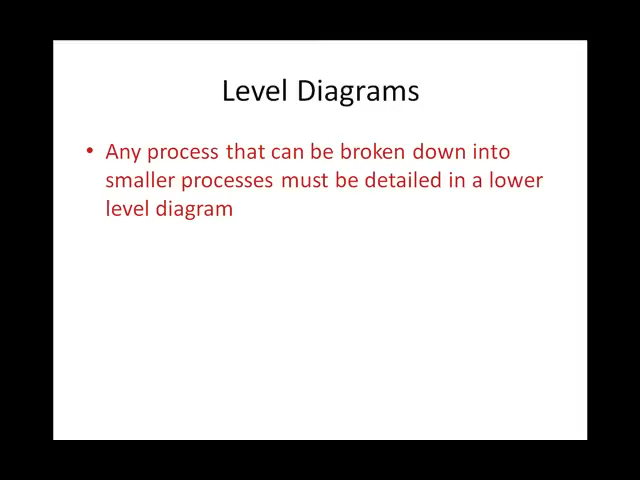 Level Diagrams
• Any process that can be broken down into
smaller processes must be detailed in a lower
level diagram